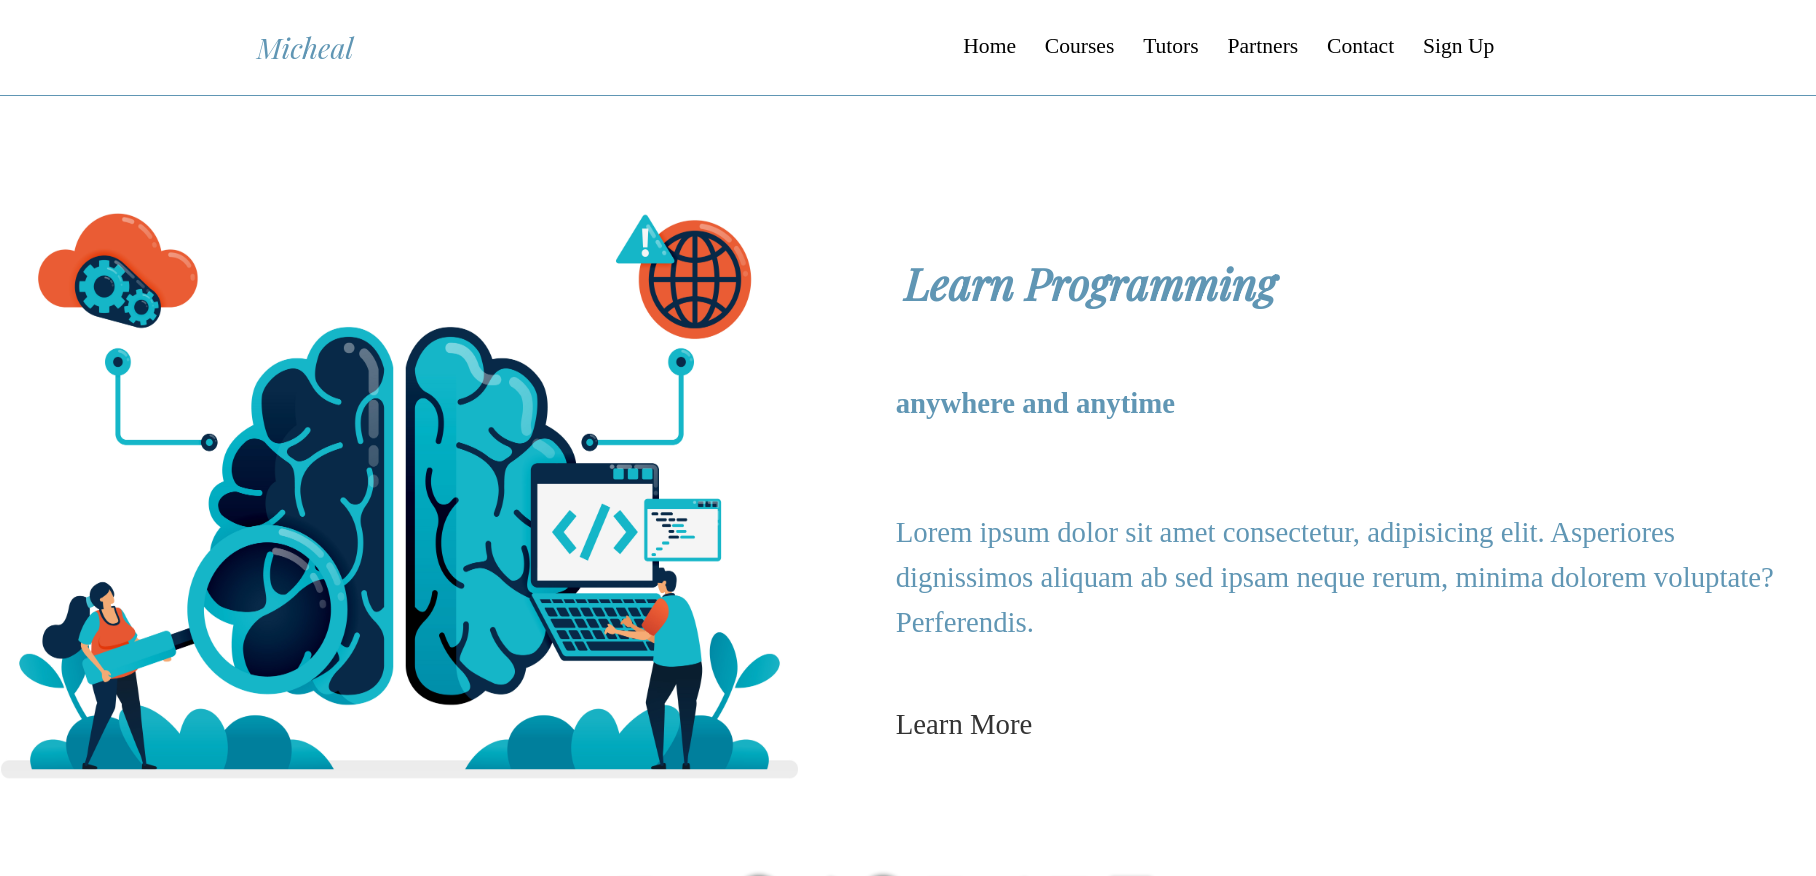 Micheal
Home Courses Tutors Partners Contact Sign Up
Learn Programming
anywhere and anytime
Lorem ipsum dolor sit amet consectetur, adipisicing elit. Asperiores
dignissimos aliquam ab sed ipsam neque rerum, minima dolorem voluptate?
Perferendis.
Learn More